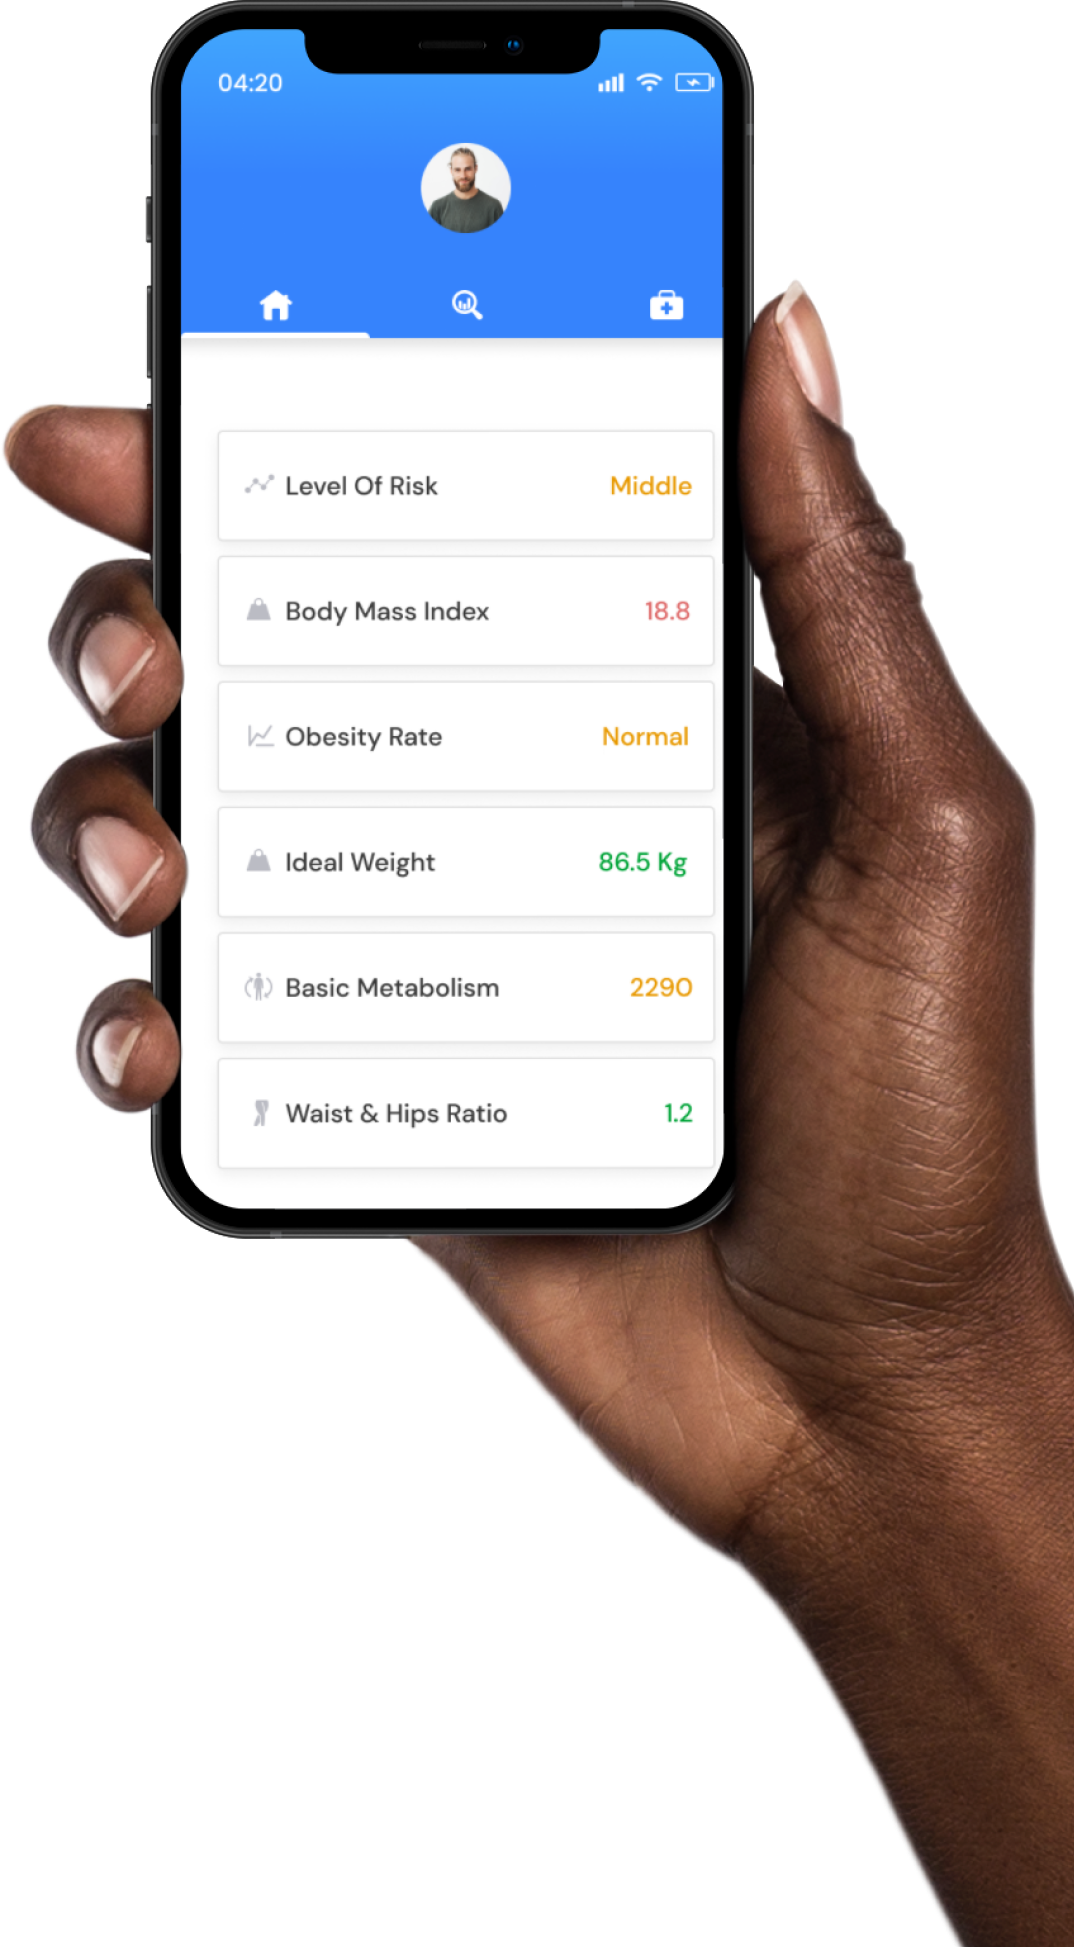 04:20
Level Of Risk Middle
Body Mass Index 18.8
Obesity Rate Normal
Ideal Weight 86.5 Kg
Basic Metabolism 2290
Waist & Hips Ratio 1.2